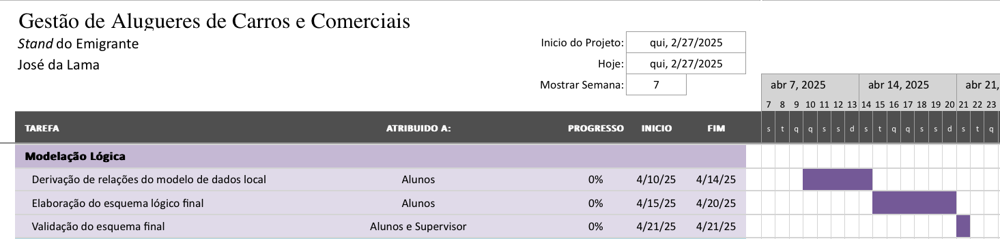 Gestão de Alugueres de Carros e Comerciais
Stand do Emigrante
Inicio do Projeto: qui, 2/27/2025
José da Lama
Hoje: qui, 2/27/2025
Mostrar Semana: 7
abr 7, 2025 abr 14, 2025 abr 21,
7 8 9 10 11 12 13 14 15 16 17 18 19 20 21 22 23
TAREFA ATRIBUIDO A: PROGRESSO INICIO FIM s t q q s s d s t q q s s d s t q
Modelação Lógica
Derivação de relações do modelo de dados local Alunos 0% 4/10/25 4/14/25
Elaboração do esquema lógico final Alunos 0% 4/15/25 4/20/25
Validação do esquema final Alunos e Supervisor 0% 4/21/25 4/21/25